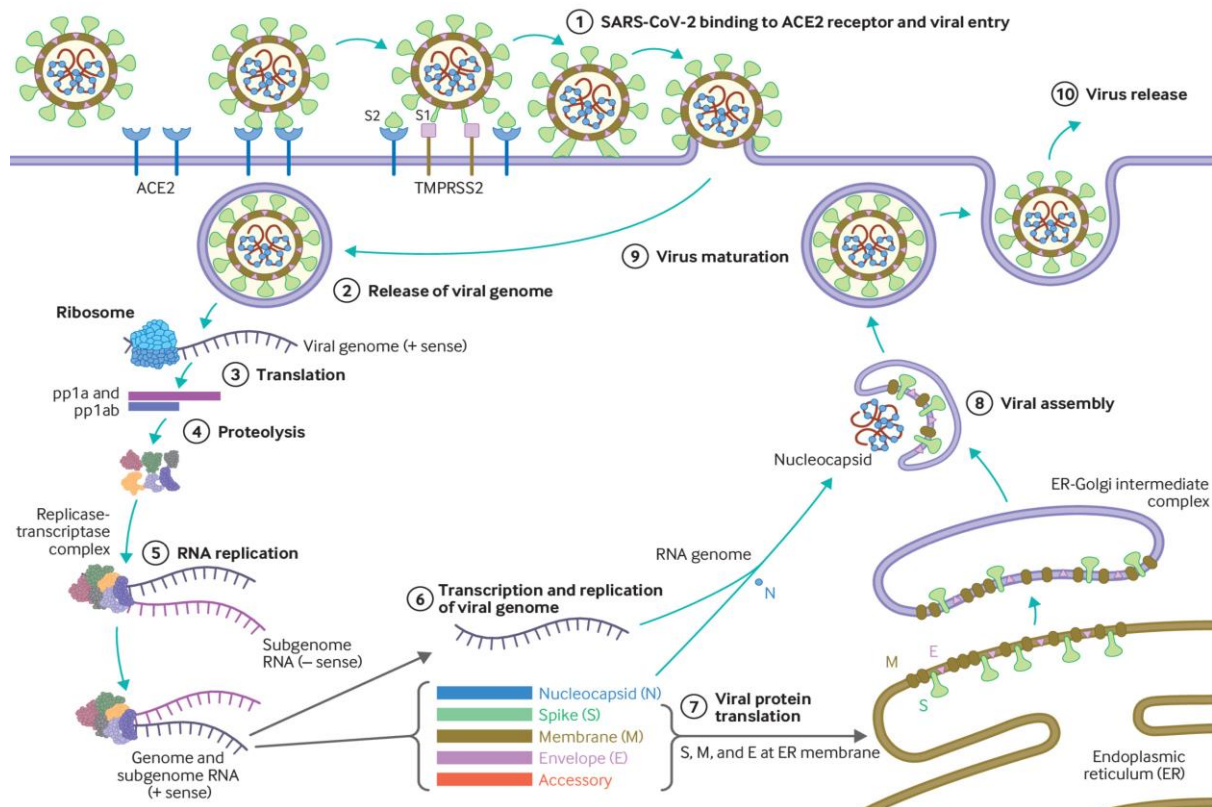 1 SARS-CoV-2 binding to ACE2 receptor and viral entry
S2
S1
ACE2
TMPRSS2
10 Virus release
2 Release of viral genome
9 Virus maturation
Ribosome
Viral genome (+ sense)
3 Translation
pp1a and
pp1ab
4 Proteolysis
8 Viral assembly
Nucleocapsid
ER-Golgi intermediate
complex
Replicase-
transcriptase
complex
5 RNA replication
RNA genome
N
6 Transcription and replication
of viral genome
Subgenome
RNA (– sense)
M
E
S
Nucleocapsid (N)
Spike (S)
Membrane (M)
Envelope (E)
Accessory
7 Viral protein
translation
S, M, and E at ER membrane
Genome and
subgenome RNA
(+ sense)
Endoplasmic
reticulum (ER)